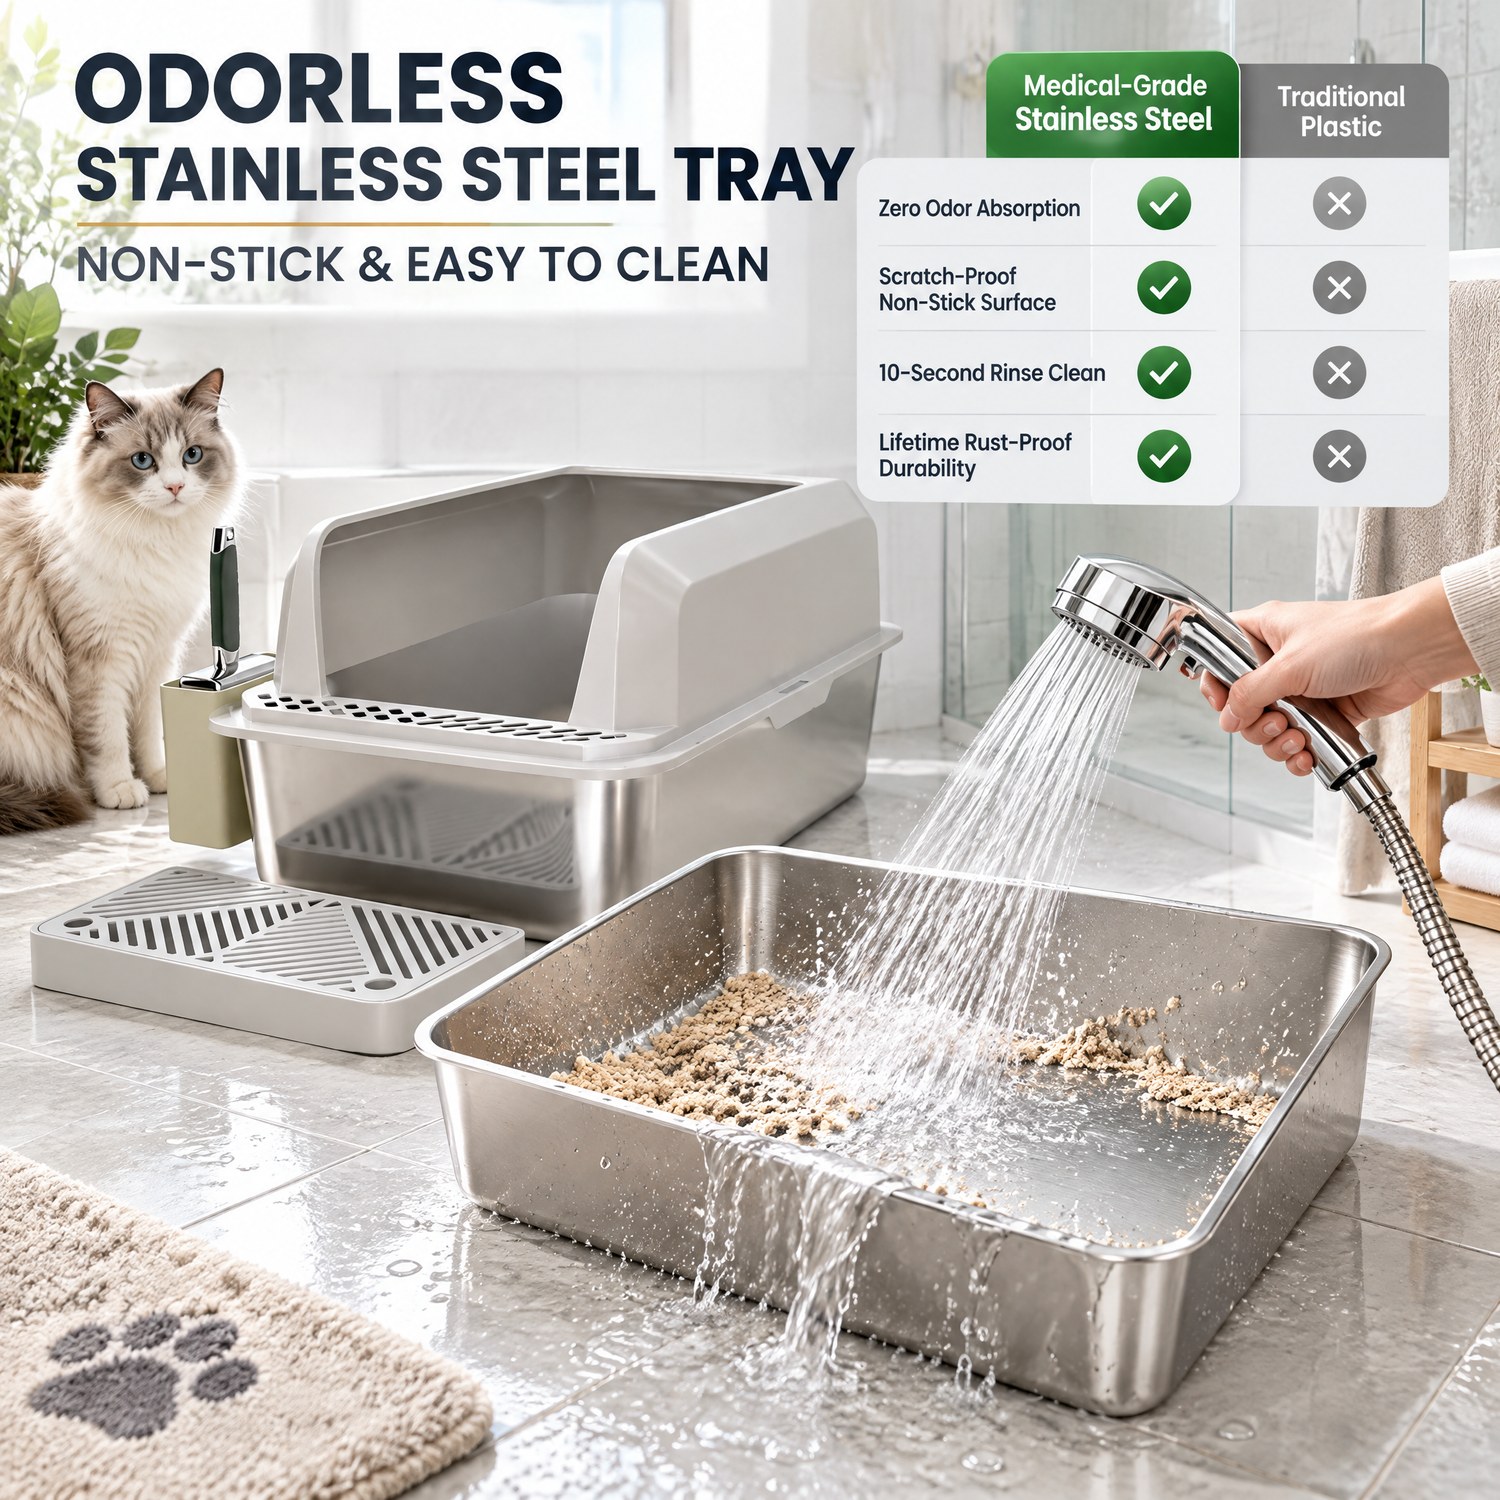 ODORLESS
STAINLESS STEEL TRAY
NON-STICK & EASY TO CLEAN
Medical-Grade
Stainless Steel
Traditional
Plastic
Zero Odor Absorption
Scratch-Proof
Non-Stick Surface
10-Second Rinse Clean
Lifetime Rust-Proof
Durability